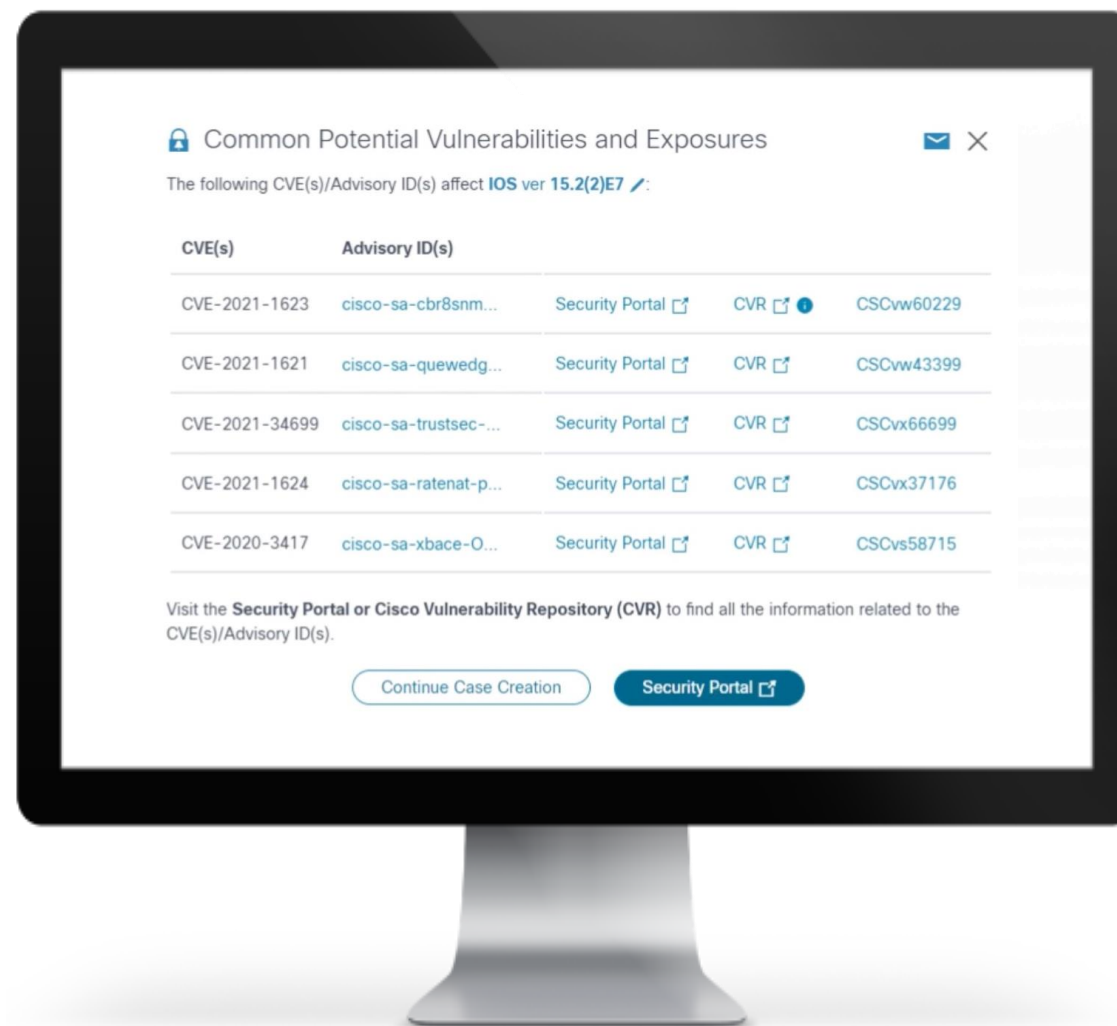 Common Potential Vulnerabilities and Exposures
The following CVE(s)/Advisory ID(s) affect IOS ver 15.2(2)E7 :
CVE(s) Advisory ID(s)
CVE-2021-1623 cisco-sa-cbr8snm... Security Portal CVR CSCvw60229
CVE-2021-1621 cisco-sa-quewedg... Security Portal CVR CSCvw43399
CVE-2021-34699 cisco-sa-trustsec-... Security Portal CVR CSCvx66699
CVE-2021-1624 cisco-sa-ratenat-p... Security Portal CVR CSCvx37176
CVE-2020-3417 cisco-sa-xbace-O... Security Portal CVR CSCvs58715
Visit the Security Portal or Cisco Vulnerability Repository (CVR) to find all the information related to the
CVE(s)/Advisory ID(s).
Continue Case Creation Security Portal